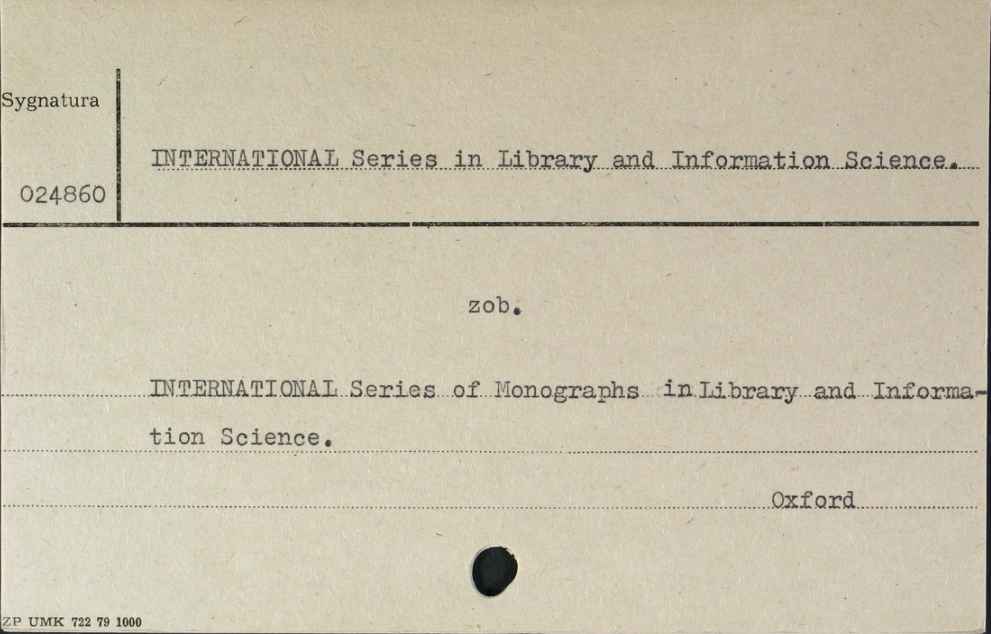 Sygnatura
INTERNATIONAL Series in Library and Information Science.
024860
zob.
INTERNATIONAL Series of Monographs in Library and Informa-
tion Science.
Oxford
ZP UMK 722 79 1000